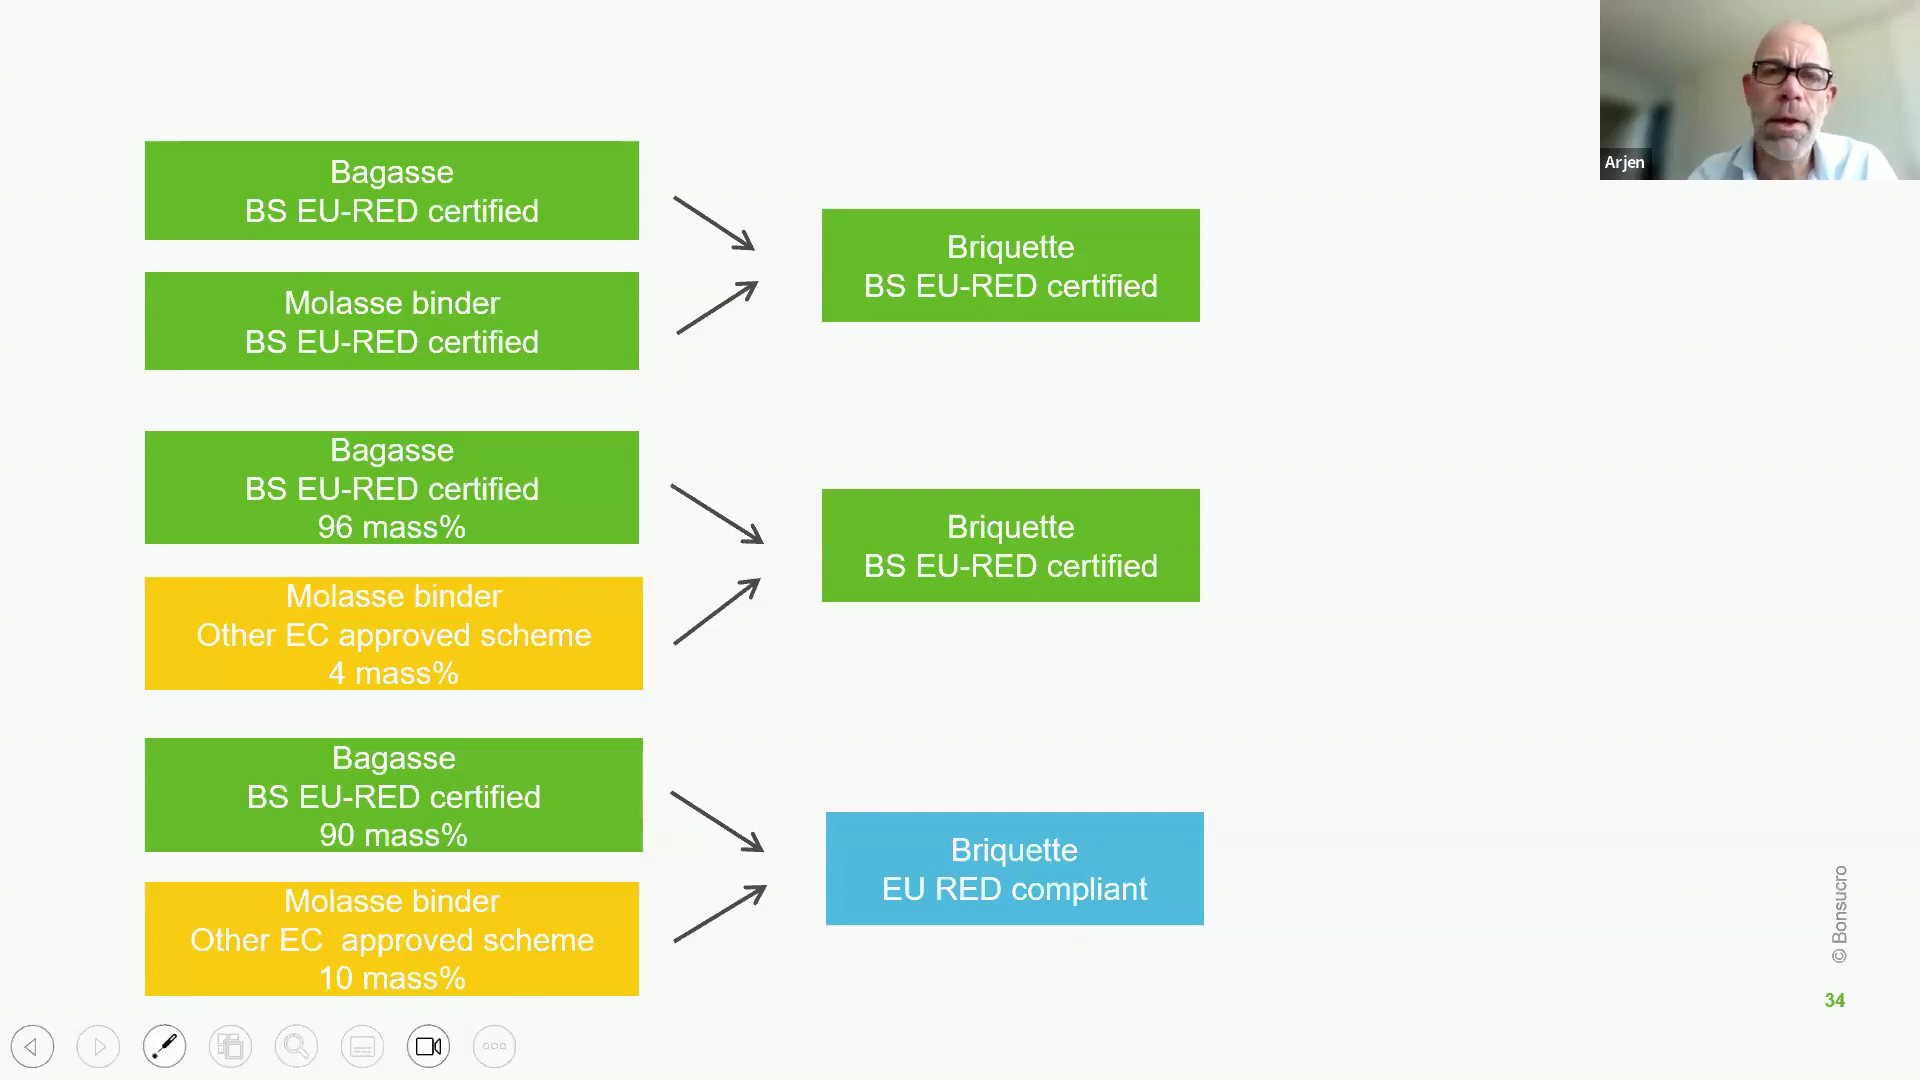 Bagasse
BS EU-RED certified
Molasse binder
BS EU-RED certified
Briquette
BS EU-RED certified
Bagasse
BS EU-RED certified
96 mass%
Molasse binder
Other EC approved scheme
4 mass%
Briquette
BS EU-RED certified
Bagasse
BS EU-RED certified
90 mass%
Molasse binder
Other EC  approved scheme
10 mass%
Briquette
EU RED compliant
Arjen
© Bonsucro
34